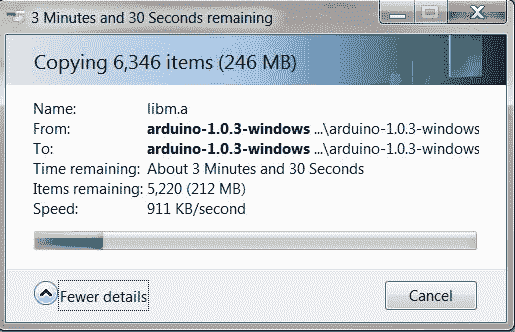 3 Minutes and 30 Seconds remaining
Copying 6,346 items (246 MB)
Name: libm.a
From: arduino-1.0.3-windows ...\arduino-1.0.3-windows
To: arduino-1.0.3-windows ...\arduino-1.0.3-windows
Time remaining: About 3 Minutes and 30 Seconds
Items remaining: 5,220 (212 MB)
Speed: 911 KB/second
Fewer details
Cancel